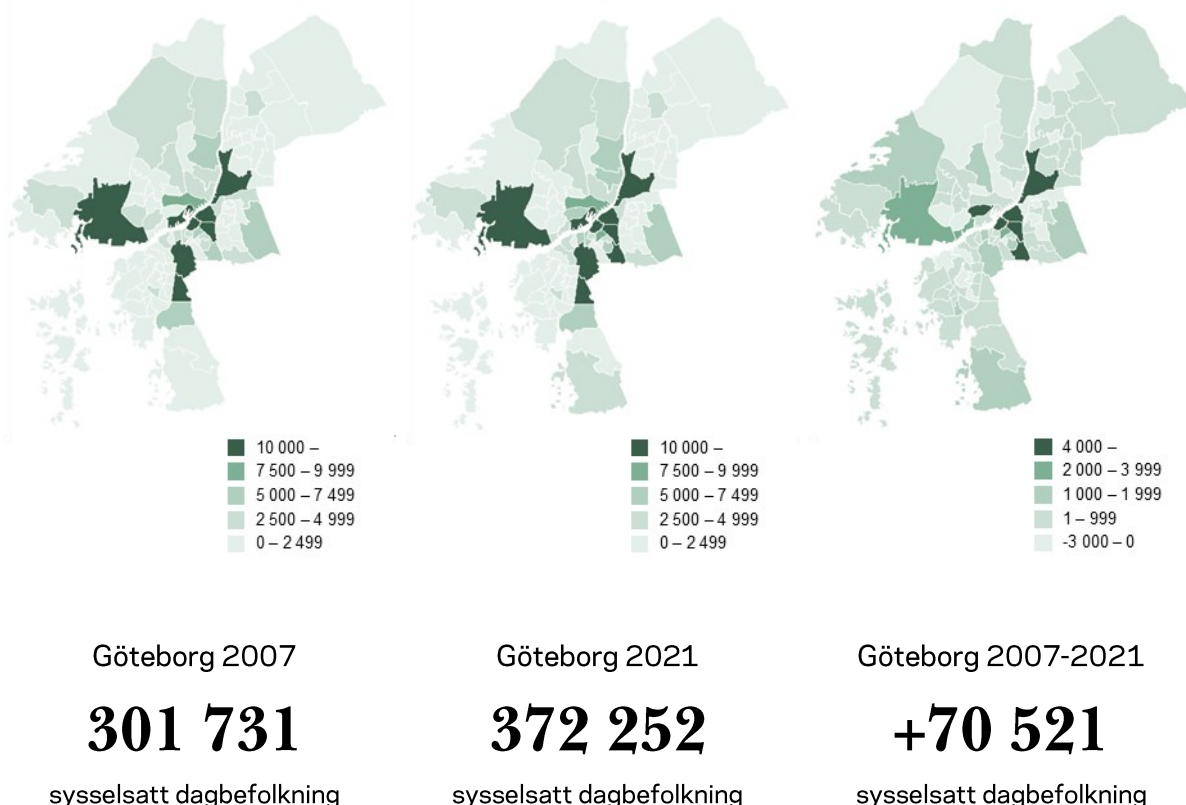 10 000 –
7 500 – 9 999
5 000 – 7 499
2 500 – 4 999
0 – 2 499
10 000 –
7 500 – 9 999
5 000 – 7 499
2 500 – 4 999
0 – 2 499
4 000 –
2 000 – 3 999
1 000 – 1 999
1 – 999
-3 000 – 0
Göteborg 2007
301 731
sysselsatt dagbefolkning
Göteborg 2021
372 252
sysselsatt dagbefolkning
Göteborg 2007-2021
+70 521
sysselsatt dagbefolkning